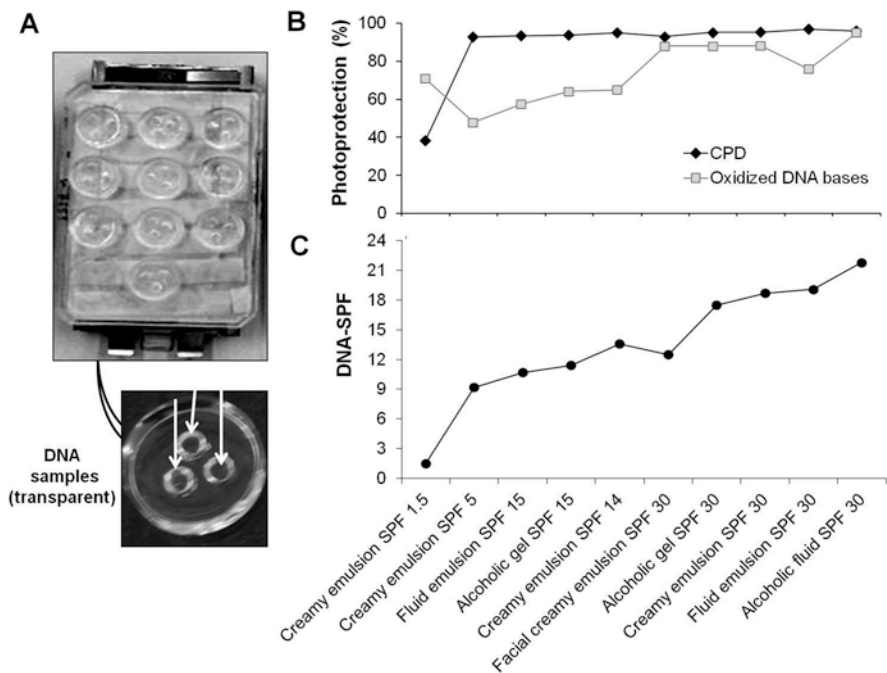 A
DNA
samples
(transparent)
B
Photoprotection (%)
100
80
60
40
20
0
CPD
Oxidized DNA bases
C
DNA-SPF
24
21
18
15
12
9
6
3
0
Creamy emulsion SPF 1.5
Creamy emulsion SPF 5
Fluid emulsion SPF 15
Alcoholic gel SPF 15
Creamy emulsion SPF 14
Facial creamy emulsion SPF 30
Alcoholic gel SPF 30
Creamy emulsion SPF 30
Fluid emulsion SPF 30
Alcoholic fluid SPF 30